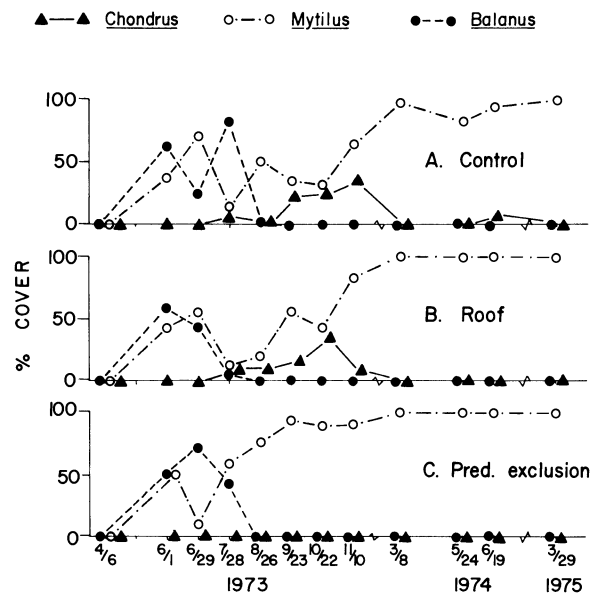 Chondrus Mytilus Balanus
% COVER
100
50
0
A. Control
100
50
0
B. Roof
100
50
0
C. Pred. exclusion
4/6 6/1 6/29 7/28 8/26 9/23 10/22 11/10 3/8 5/24 6/19 3/29
1973 1974 1975